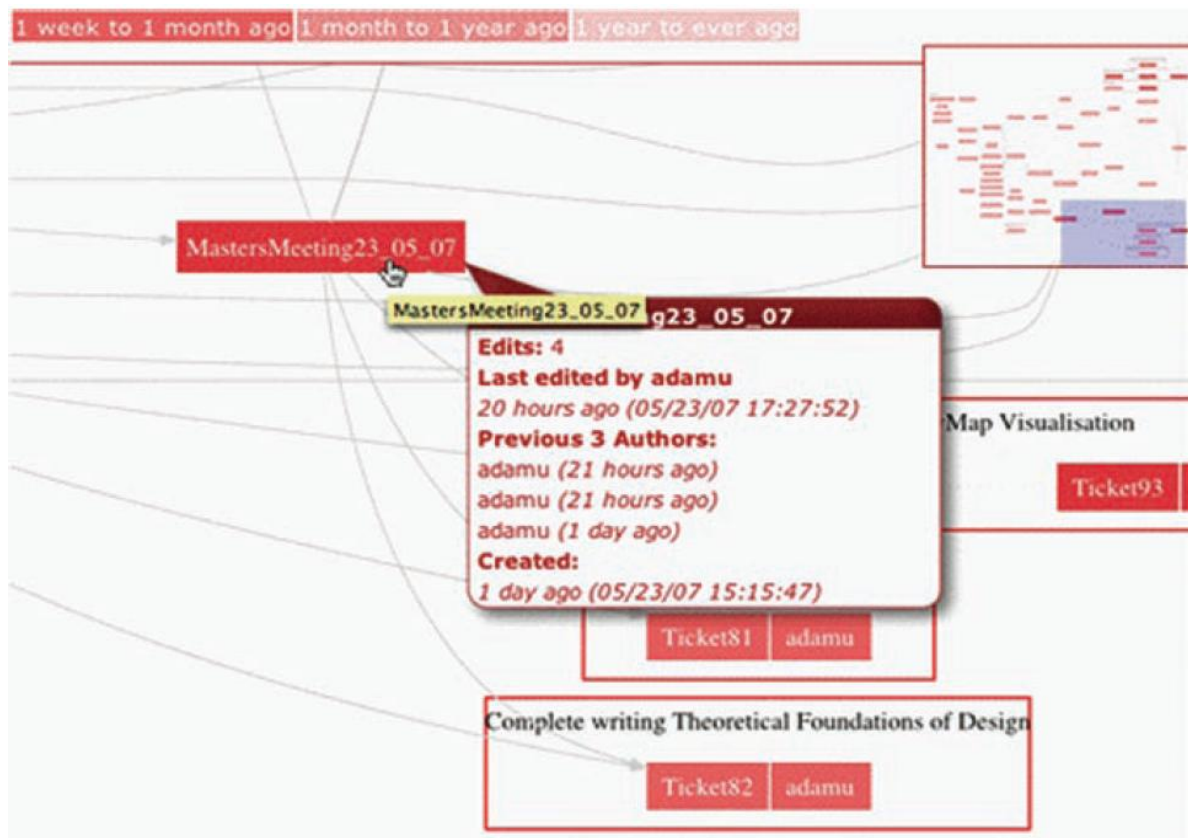 1 week to 1 month ago 1 month to 1 year ago 1 year to ever ago
MastersMeeting23_05_07
MastersMeeting23_05_07 g23_05_07
Edits: 4
Last edited by adamu
20 hours ago (05/23/07 17:27:52)
Previous 3 Authors:
adamu (21 hours ago)
adamu (21 hours ago)
adamu (1 day ago)
Created:
1 day ago (05/23/07 15:15:47)
Map Visualisation
Ticket93
Ticket81 adamu
Complete writing Theoretical Foundations of Design
Ticket82 adamu